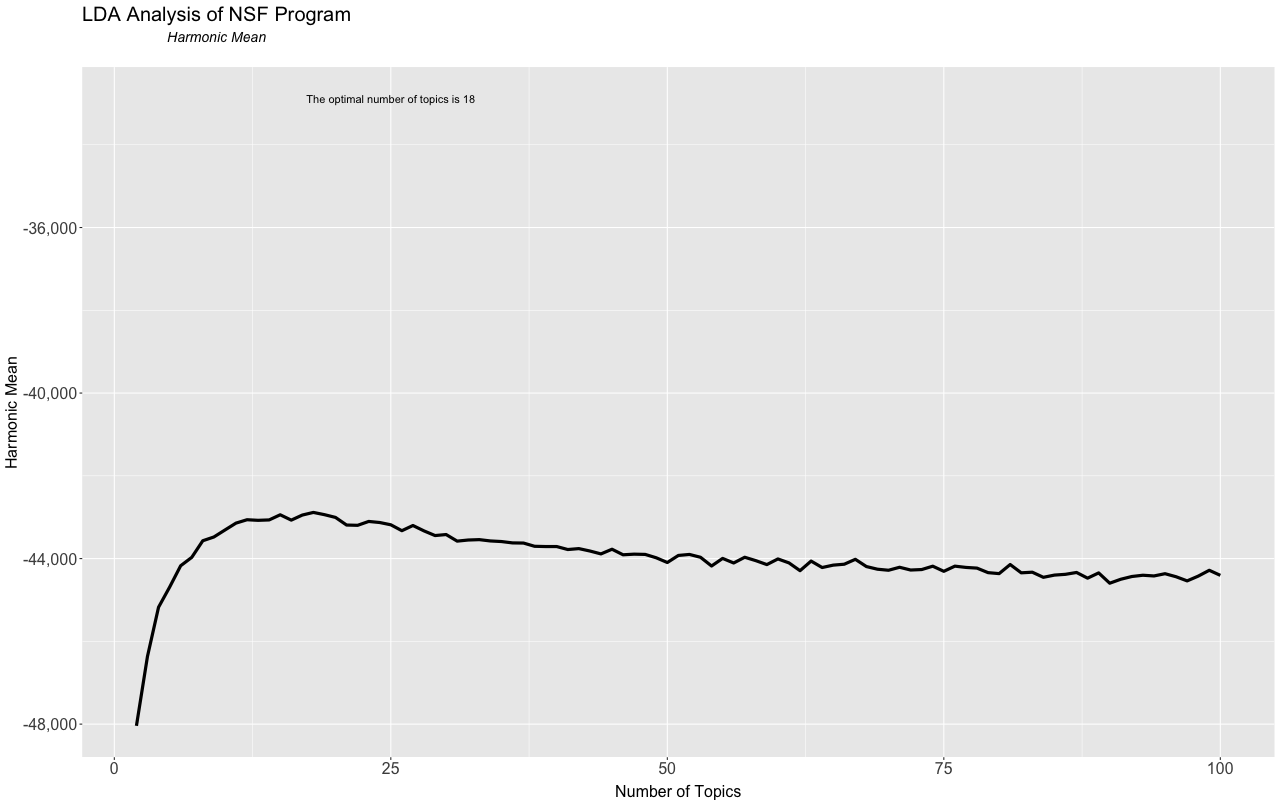 LDA Analysis of NSF Program
Harmonic Mean
The optimal number of topics is 18
Harmonic Mean
-36,000
-40,000
-44,000
-48,000
0 25 50 75 100
Number of Topics